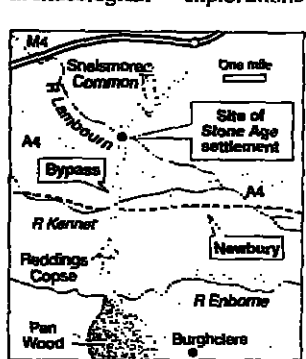 M4
Snelsmore
Common
One mile
R Lambourn
Site of
Stone Age
settlement
A4
Bypass
A4
R Kennet
Newbury
Reddings
Copse
R Enborne
Pen
Wood
Burghclere